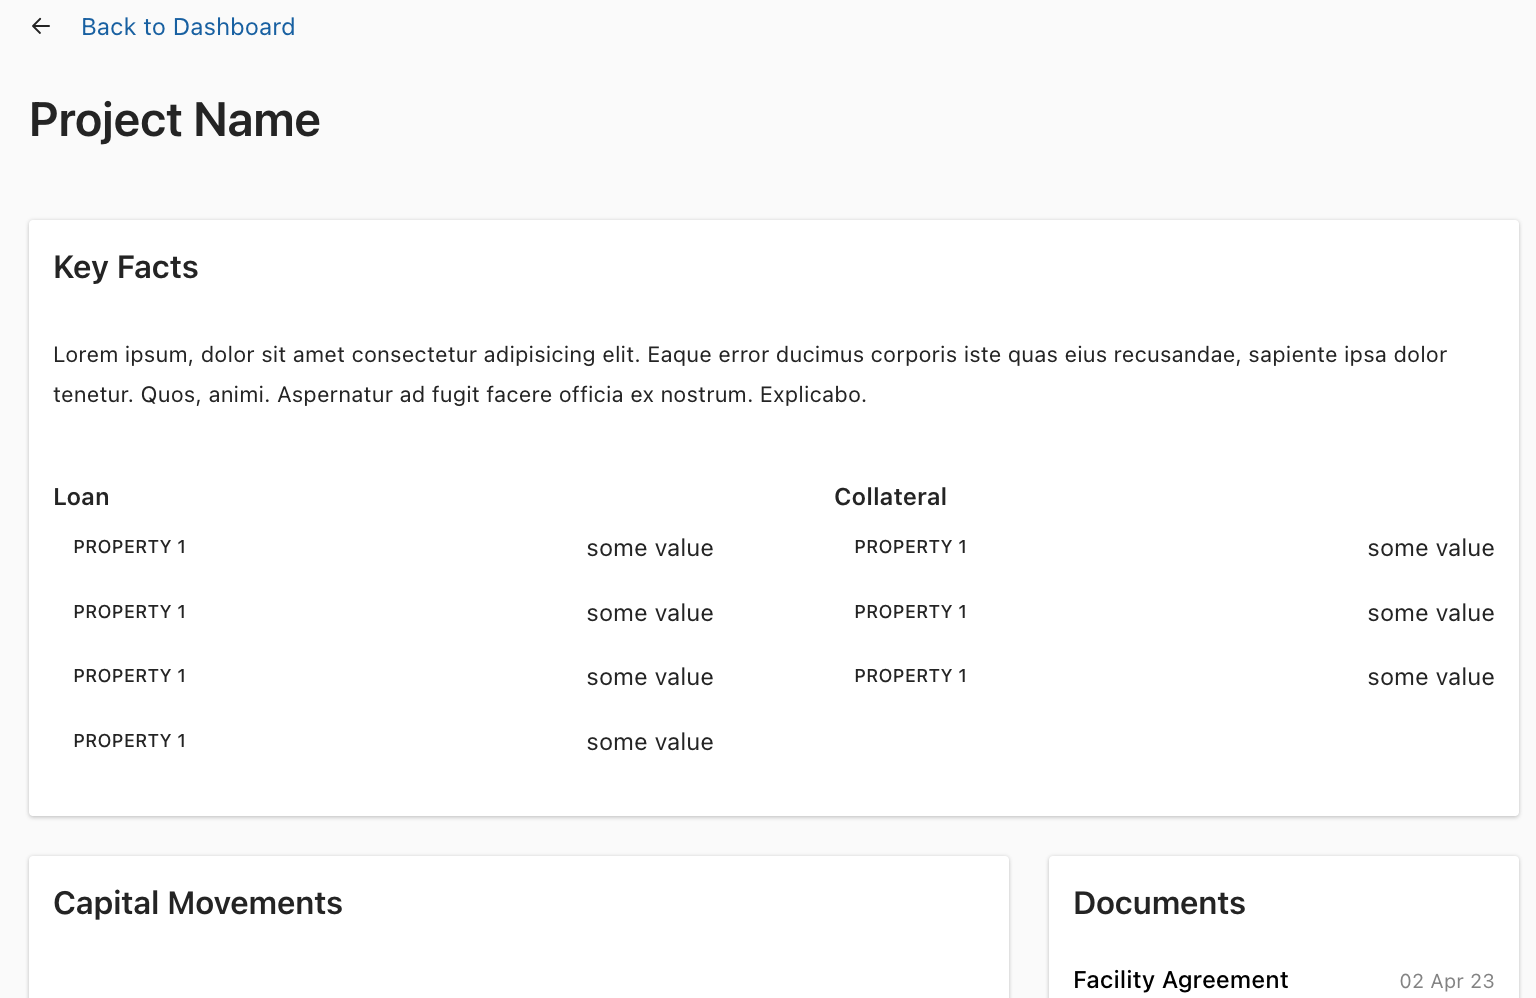 Back to Dashboard
Project Name
Key Facts
Lorem ipsum, dolor sit amet consectetur adipisicing elit. Eaque error ducimus corporis iste quas eius recusandae, sapiente ipsa dolor
tenetur. Quos, animi. Aspernatur ad fugit facere officia ex nostrum. Explicabo.
Loan
PROPERTY 1 some value
PROPERTY 1 some value
PROPERTY 1 some value
PROPERTY 1 some value
Collateral
PROPERTY 1 some value
PROPERTY 1 some value
PROPERTY 1 some value
Capital Movements
Documents
Facility Agreement 02 Apr 23